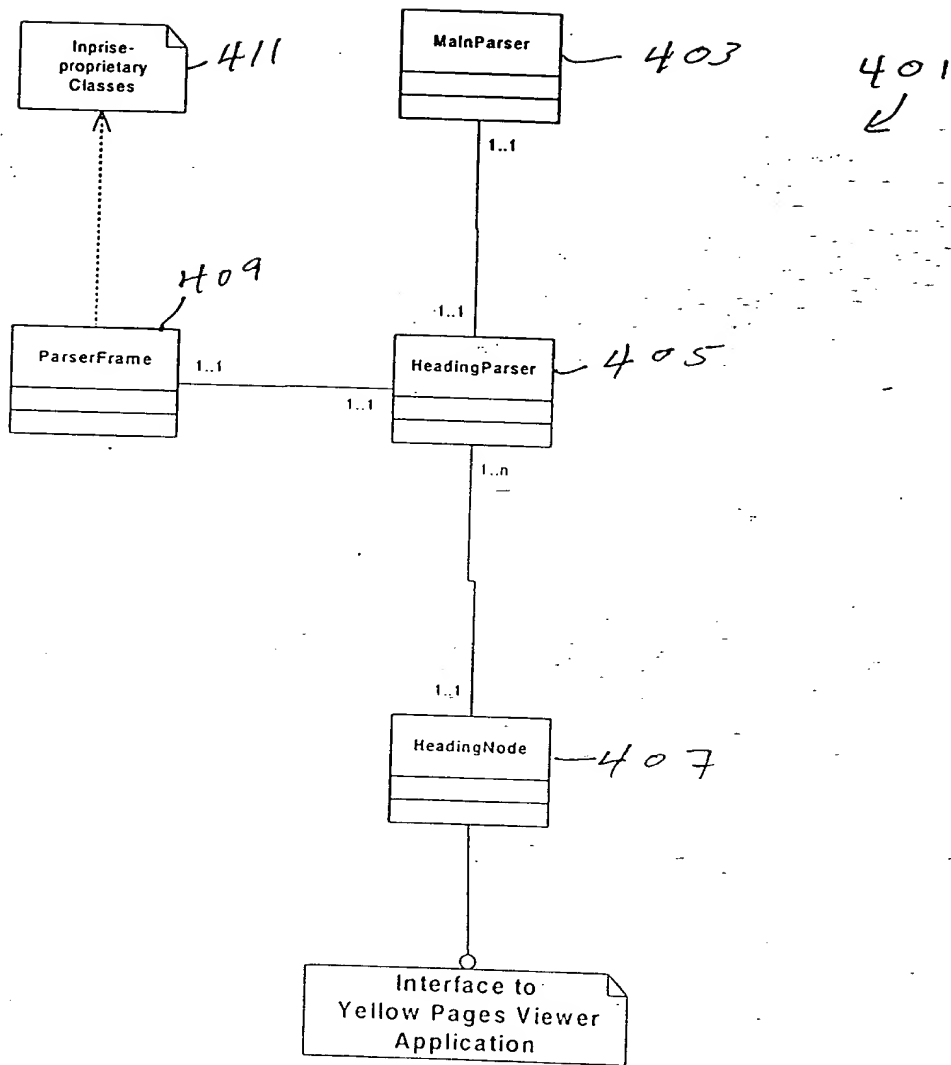 Inprise-
proprietary
Classes
411
MainParser
403
401
1..1
409
1..1
ParserFrame
1..1
1..1
HeadingParser
405
1..n
1..1
HeadingNode
407
Interface to
Yellow Pages Viewer
Application